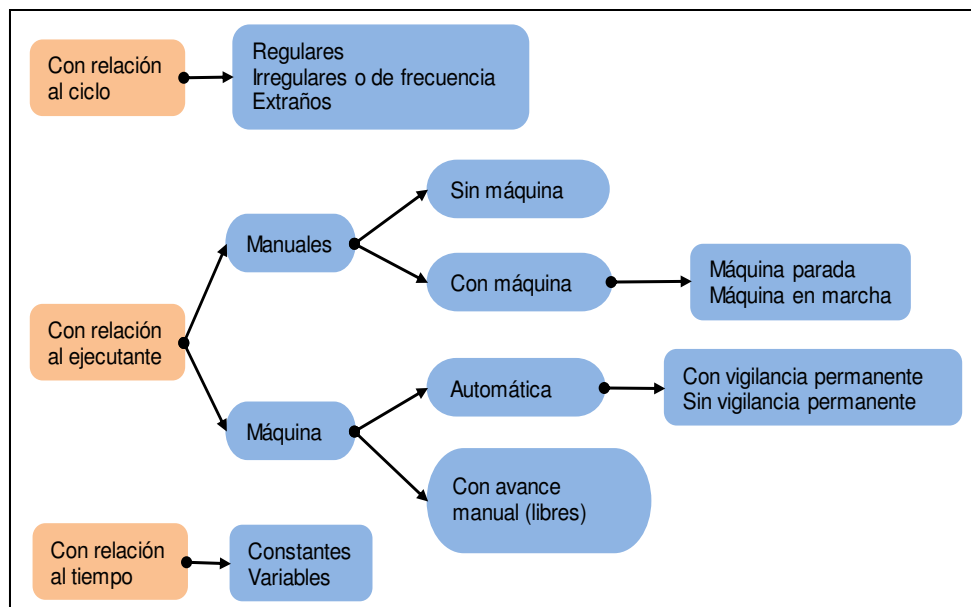 Con relación
al ciclo
Regulares
Irregulares o de frecuencia
Extraños
Con relación
al ejecutante
Manuales
Sin máquina
Con máquina
Máquina parada
Máquina en marcha
Máquina
Automática
Con vigilancia permanente
Sin vigilancia permanente
Con avance
manual (libres)
Con relación
al tiempo
Constantes
Variables